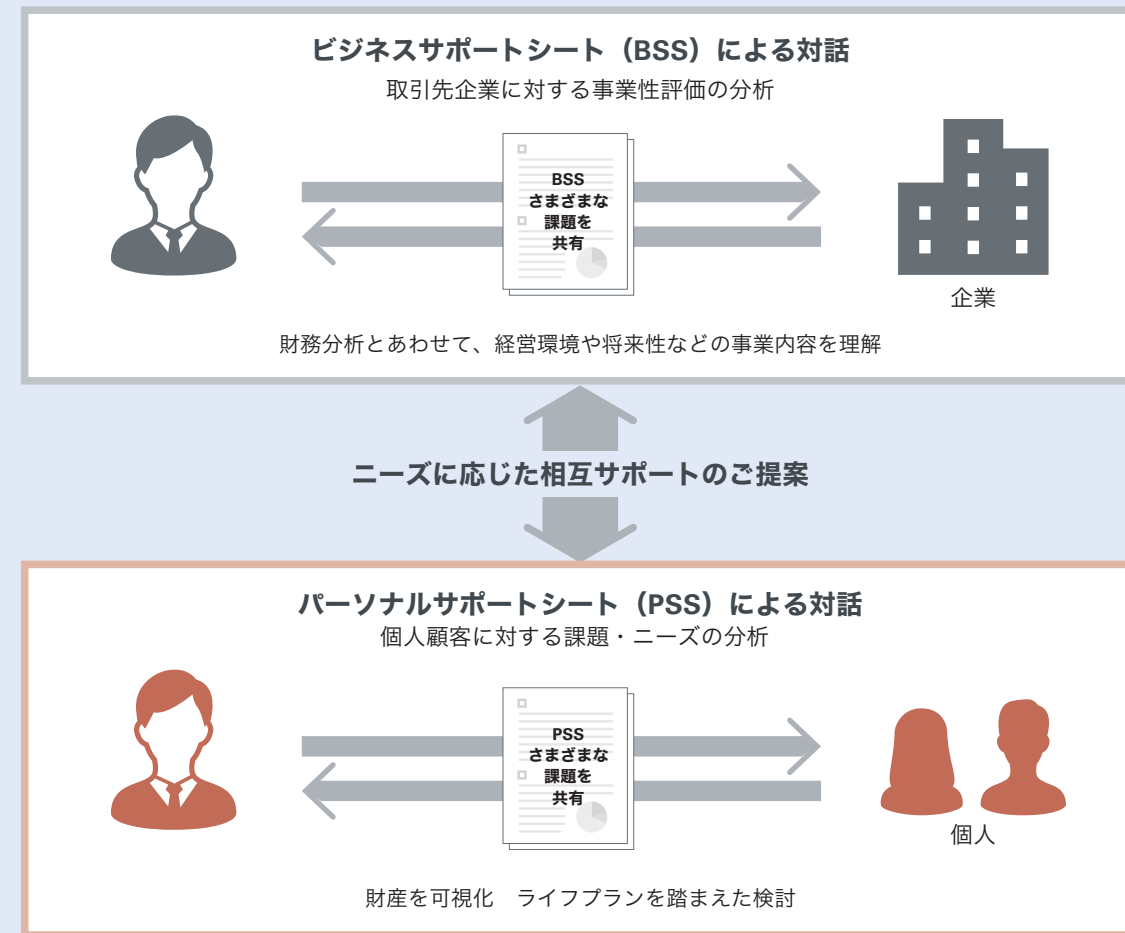 ビジネスサポートシート（BSS）による対話
取引先企業に対する事業性評価の分析
BSS
さまざまな
課題を
共有
企業
財務分析とあわせて、経営環境や将来性などの事業内容を理解
ニーズに応じた相互サポートのご提案
パーソナルサポートシート（PSS）による対話
個人顧客に対する課題・ニーズの分析
PSS
さまざまな
課題を
共有
個人
財産を可視化　ライフプランを踏まえた検討